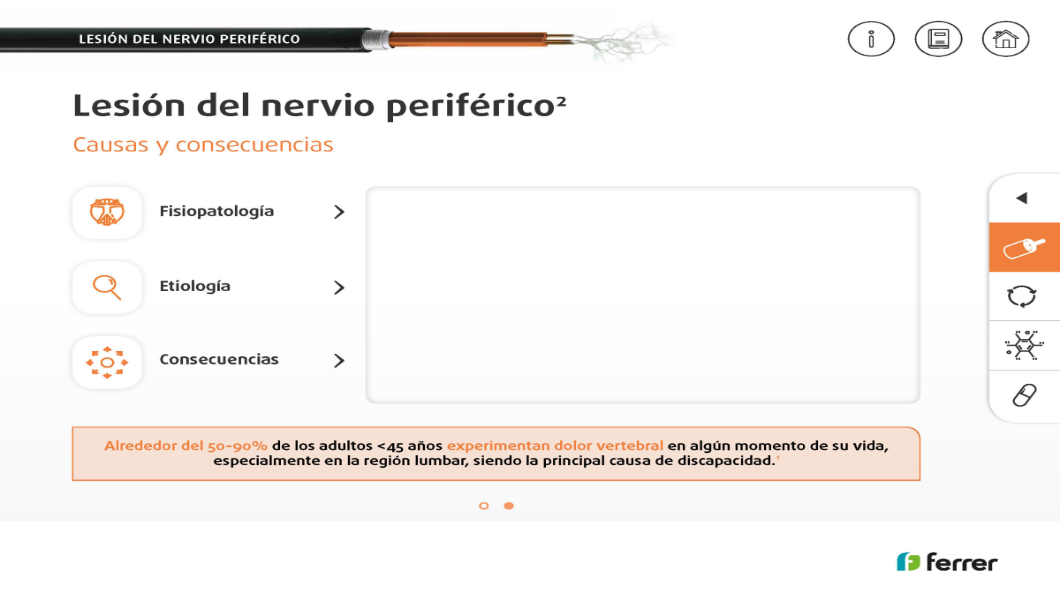 LESIÓN DEL NERVIO PERIFÉRICO
Lesión del nervio periférico²
Causas y consecuencias
Fisiopatología
Etiología
Consecuencias
Alrededor del 50-90% de los adultos <45 años experimentan dolor vertebral en algún momento de su vida,
especialmente en la región lumbar, siendo la principal causa de discapacidad.¹
ferrer